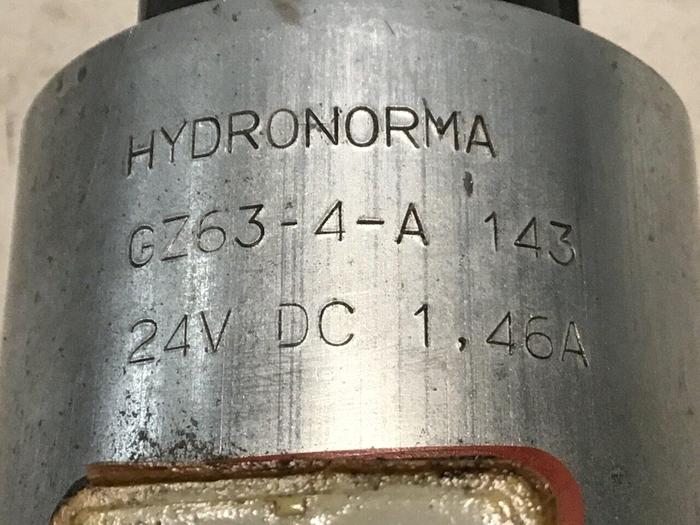 HYDRONORMA
GZ63-4-A 143
24V DC 1,46A